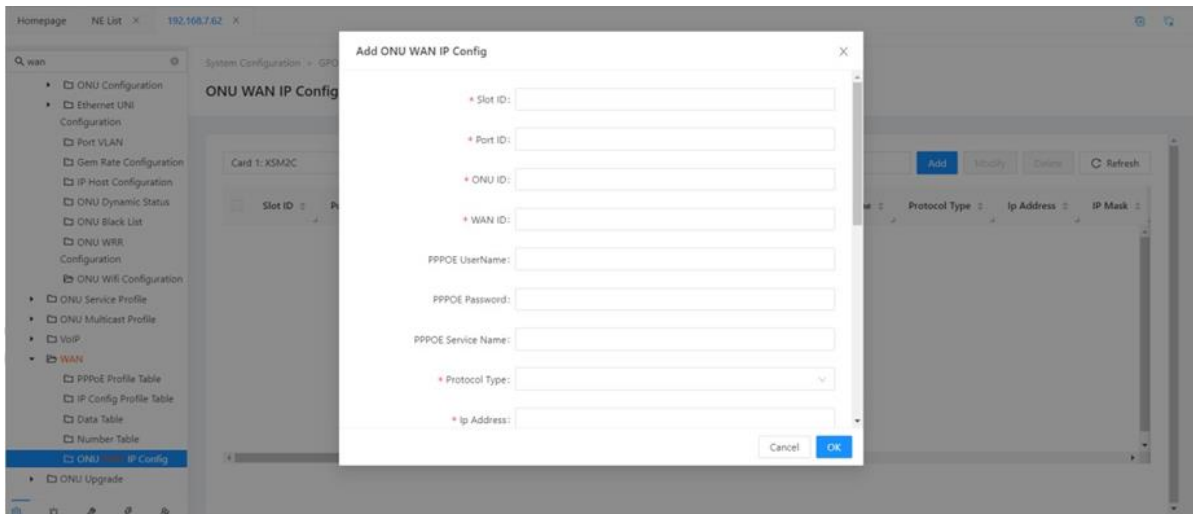 Homepage
NE List
192.168.7.62
wan
ONU Configuration
Ethernet UNI
Configuration
Port VLAN
Gem Rate Configuration
IP Host Configuration
ONU Dynamic Status
ONU Black List
ONU WRR
Configuration
ONU Wifi Configuration
ONU Service Profile
ONU Multicast Profile
VoIP
WAN
PPPoE Profile Table
IP Config Profile Table
Data Table
Number Table
ONU WAN IP Config
ONU Upgrade
System Configuration
ONU WAN IP Config
Card 1: XSM2C
Add
Modify
Delete
Refresh
Slot ID
Protocol Type
Ip Address
IP Mask
Add ONU WAN IP Config
* Slot ID:
* Port ID:
* ONU ID:
* WAN ID:
PPPOE UserName:
PPPOE Password:
PPPOE Service Name:
* Protocol Type:
* Ip Address:
Cancel
OK